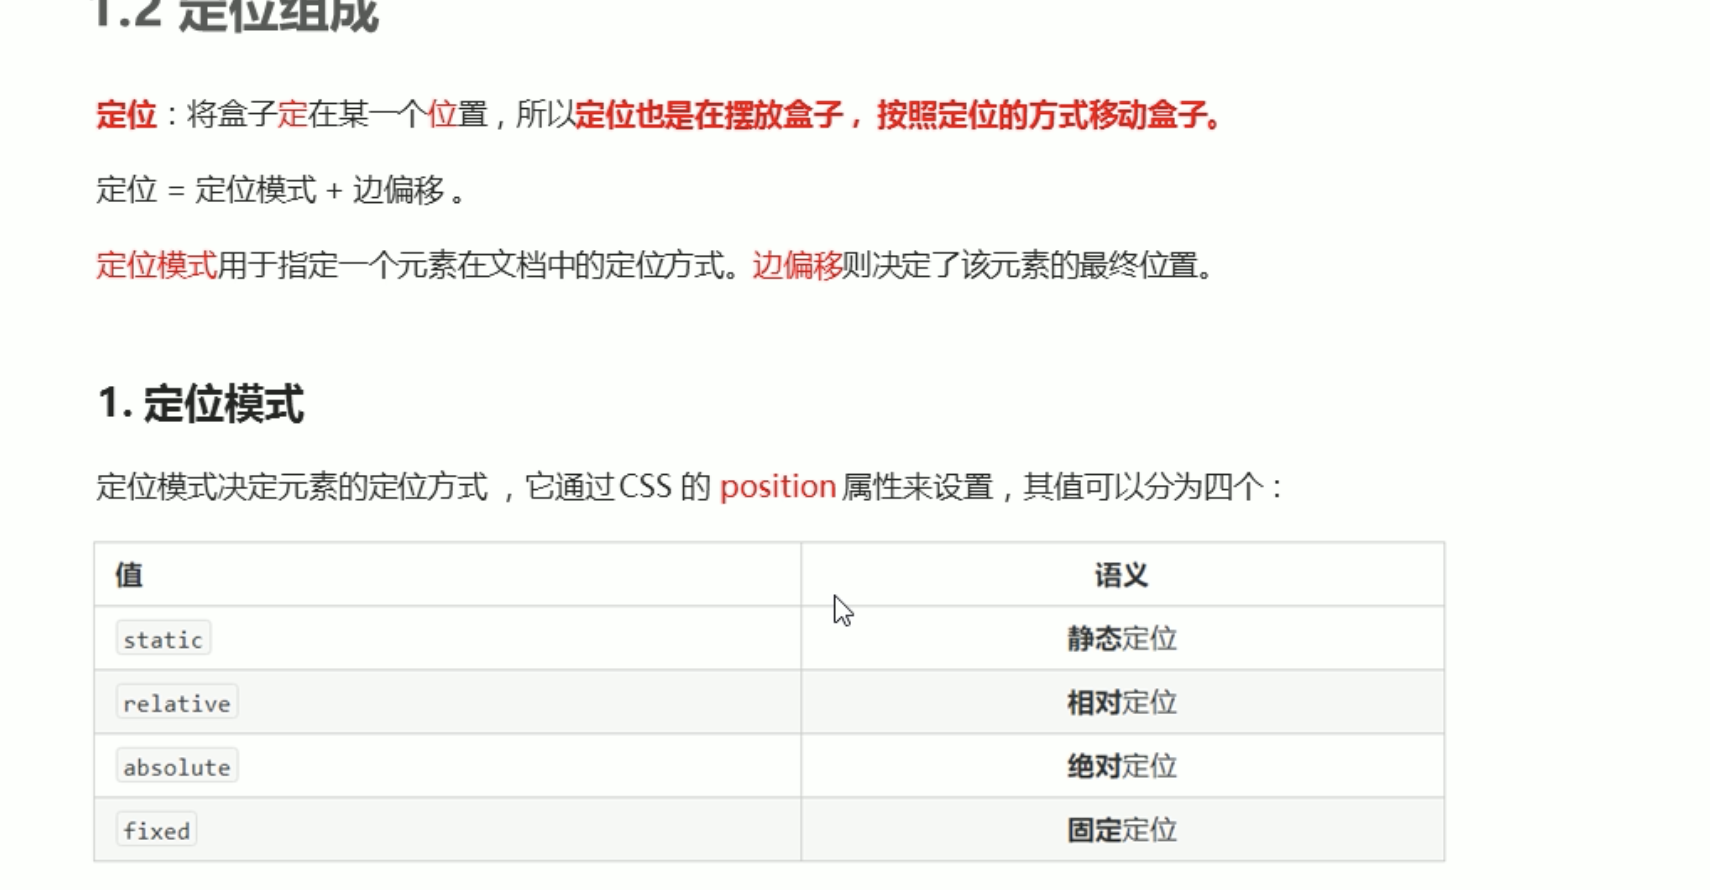 1.2 定位组成
定位：将盒子定在某一个位置，所以定位也是在摆放盒子，按照定位的方式移动盒子。
定位 = 定位模式 + 边偏移 。
定位模式用于指定一个元素在文档中的定位方式。边偏移则决定了该元素的最终位置。
1. 定位模式
定位模式决定元素的定位方式 ，它通过CSS 的 position 属性来设置，其值可以分为四个：
值 语义
static 静态定位
relative 相对定位
absolute 绝对定位
fixed 固定定位